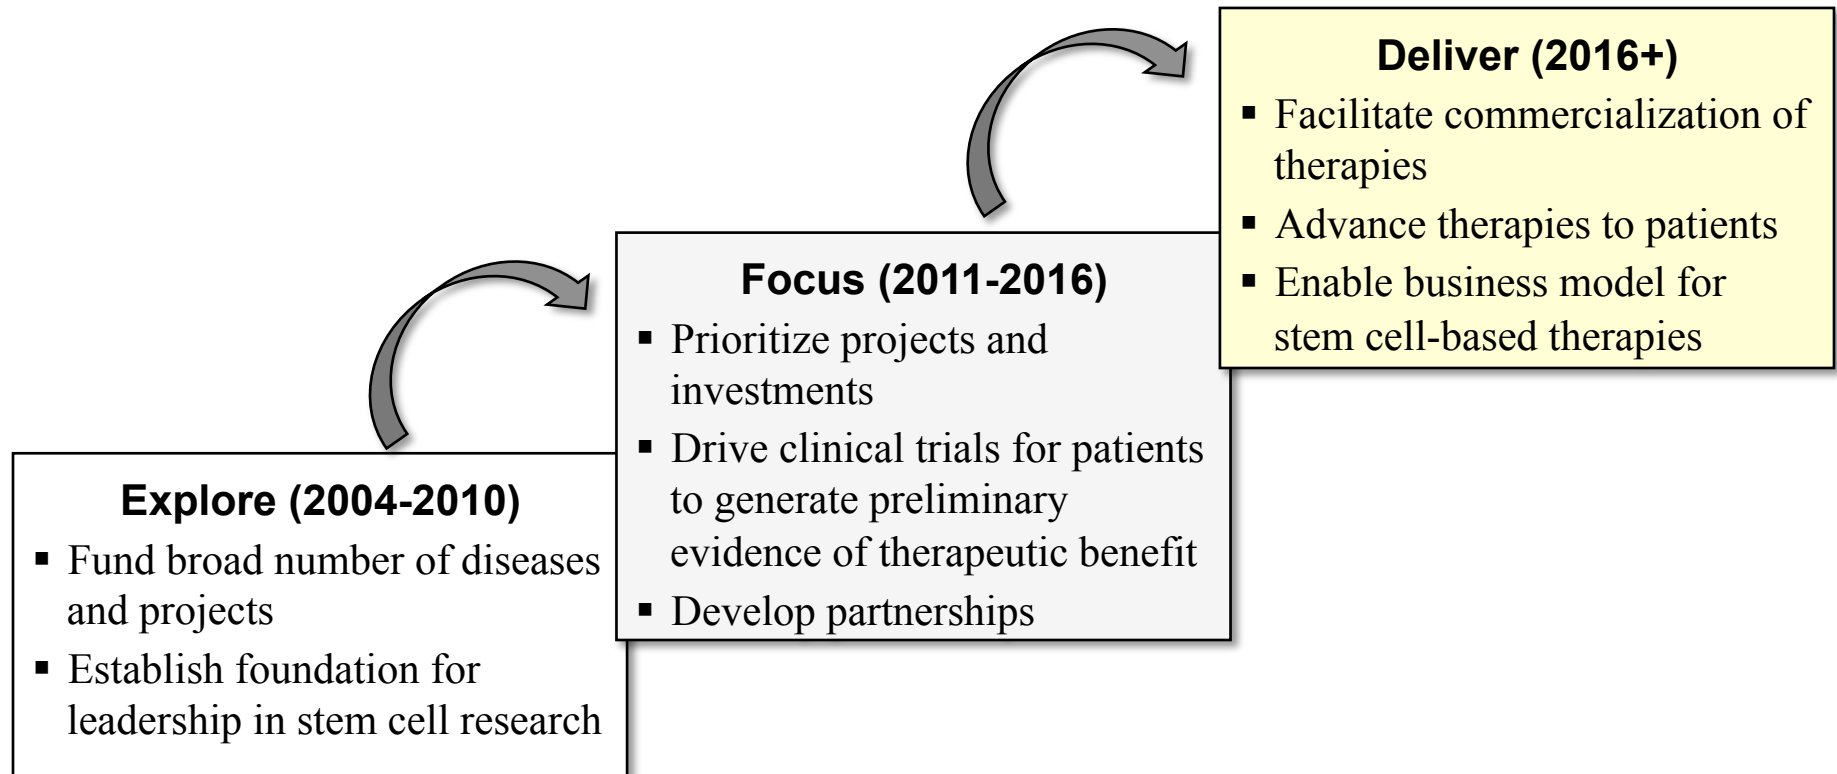 Explore (2004-2010)
▪ Fund broad number of diseases
and projects
▪ Establish foundation for
leadership in stem cell research
Focus (2011-2016)
▪ Prioritize projects and
investments
▪ Drive clinical trials for patients
to generate preliminary
evidence of therapeutic benefit
▪ Develop partnerships
Deliver (2016+)
▪ Facilitate commercialization of
therapies
▪ Advance therapies to patients
▪ Enable business model for
stem cell-based therapies